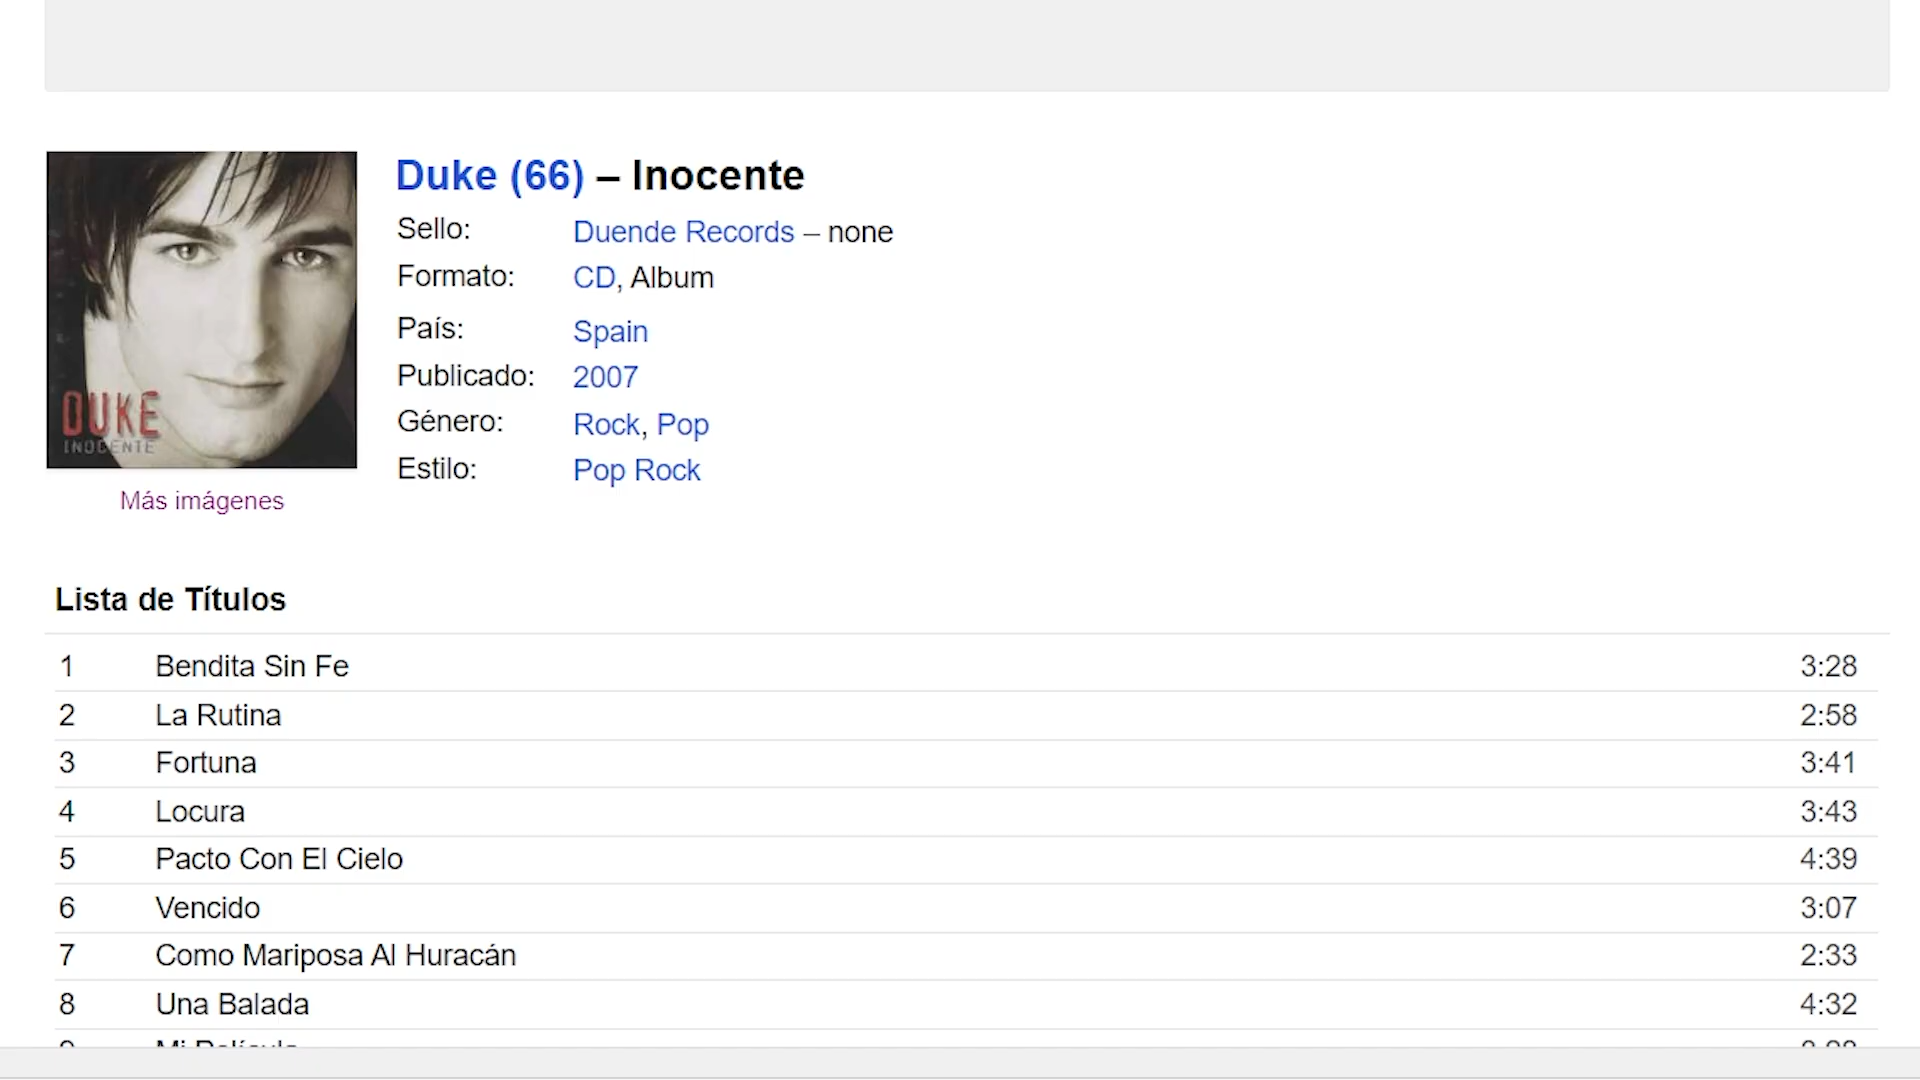 Duke (66) – Inocente
Sello: Duende Records – none
Formato: CD, Album
País: Spain
Publicado: 2007
Género: Rock, Pop
Estilo: Pop Rock
DUKE
INOCENTE
Más imágenes
Lista de Títulos
1 Bendita Sin Fe 3:28
2 La Rutina 2:58
3 Fortuna 3:41
4 Locura 3:43
5 Pacto Con El Cielo 4:39
6 Vencido 3:07
7 Como Mariposa Al Huracán 2:33
8 Una Balada 4:32
9 Mi Película